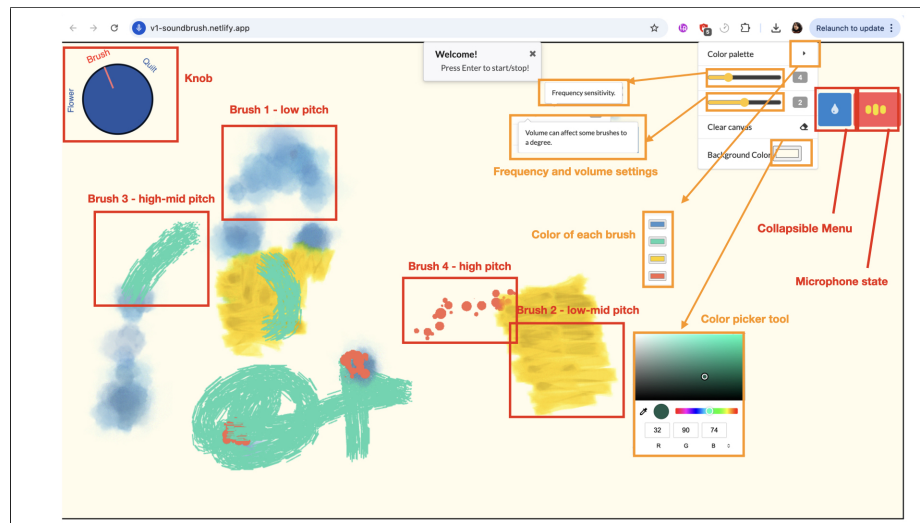 v1-soundbrush.netlify.app
5
Relaunch to update
Brush
Quilt
Flower
Knob
Welcome!
Press Enter to start/stop!
Color palette
4
Frequency sensitivity.
2
Volume can affect some brushes to
a degree.
Clear canvas
Background Color
Frequency and volume settings
Brush 1 - low pitch
Brush 3 - high-mid pitch
Collapsible Menu
Color of each brush
Microphone state
Brush 4 - high pitch
Brush 2 - low-mid pitch
Color picker tool
32 90 74
R G B